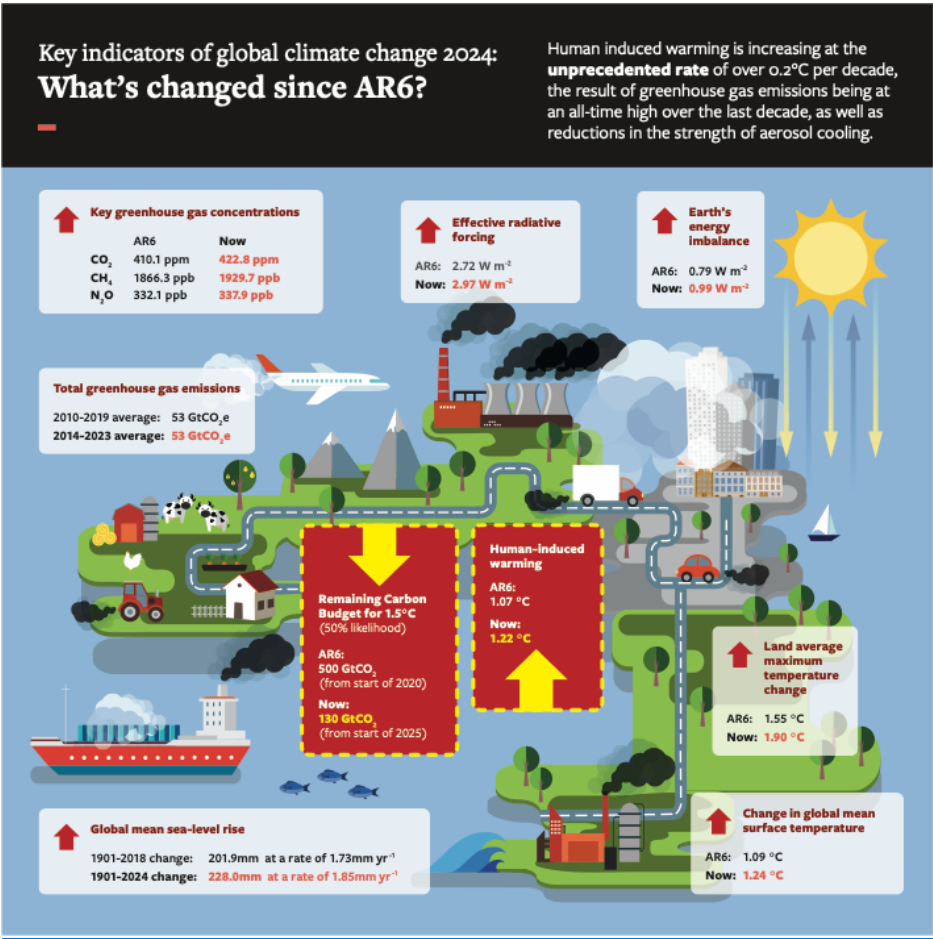 Key indicators of global climate change 2024:
What's changed since AR6?
Human induced warming is increasing at the
unprecedented rate of over 0.2°C per decade,
the result of greenhouse gas emissions being at
an all-time high over the last decade, as well as
reductions in the strength of aerosol cooling.
Key greenhouse gas concentrations
AR6 Now
CO₂ 410.1 ppm 422.8 ppm
CH₄ 1866.3 ppb 1929.7 ppb
N₂O 332.1 ppb 337.9 ppb
Effective radiative
forcing
AR6: 2.72 W m⁻²
Now: 2.97 W m⁻²
Earth's
energy
imbalance
AR6: 0.79 W m⁻²
Now: 0.99 W m⁻²
Total greenhouse gas emissions
2010-2019 average: 53 GtCO₂e
2014-2023 average: 53 GtCO₂e
Remaining Carbon
Budget for 1.5°C
(50% likelihood)
AR6:
500 GtCO₂
(from start of 2020)
Now:
130 GtCO₂
(from start of 2025)
Human-induced
warming
AR6:
1.07 °C
Now:
1.22 °C
Land average
maximum
temperature
change
AR6: 1.55 °C
Now: 1.90 °C
Global mean sea-level rise
1901-2018 change: 201.9mm at a rate of 1.73mm yr⁻¹
1901-2024 change: 228.0mm at a rate of 1.85mm yr⁻¹
Change in global mean
surface temperature
AR6: 1.09 °C
Now: 1.24 °C